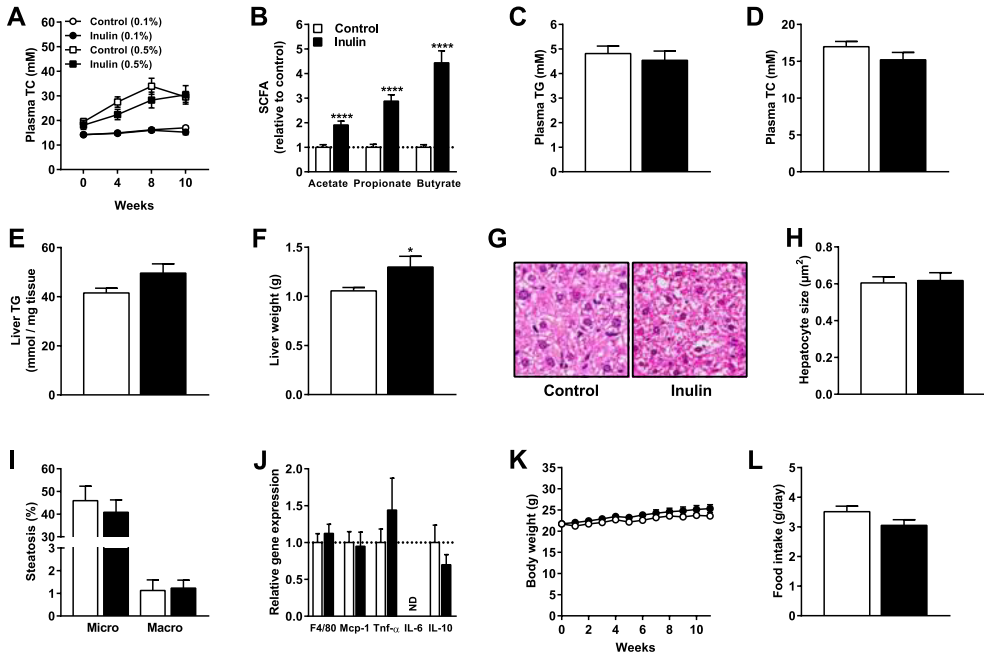 A
Plasma TC (mM)
60
50
40
30
20
10
0
0 4 8 10
Weeks
Control (0.1%)
Inulin (0.1%)
Control (0.5%)
Inulin (0.5%)
B
SCFA
(relative to control)
6
5
4
3
2
1
0
Control
Inulin
****
****
****
Acetate Propionate Butyrate
C
Plasma TG (mM)
6
5
4
3
2
1
0
D
Plasma TC (mM)
20
15
10
5
0
E
Liver TG
(mmol / mg tissue)
60
40
20
0
F
Liver weight (g)
1.5
1.0
0.5
0.0
*
G
Control Inulin
H
Hepatocyte size (µm²)
0.8
0.6
0.4
0.2
0.0
I
Steatosis (%)
60
50
40
30
3
2
1
0
Micro Macro
J
Relative gene expression
2.0
1.5
1.0
0.5
0.0
ND
F4/80 Mcp-1 Tnf-α IL-6 IL-10
K
Body weight (g)
35
30
25
20
15
10
5
0
0 2 4 6 8 10
Weeks
L
Food intake (g/day)
5
4
3
2
1
0